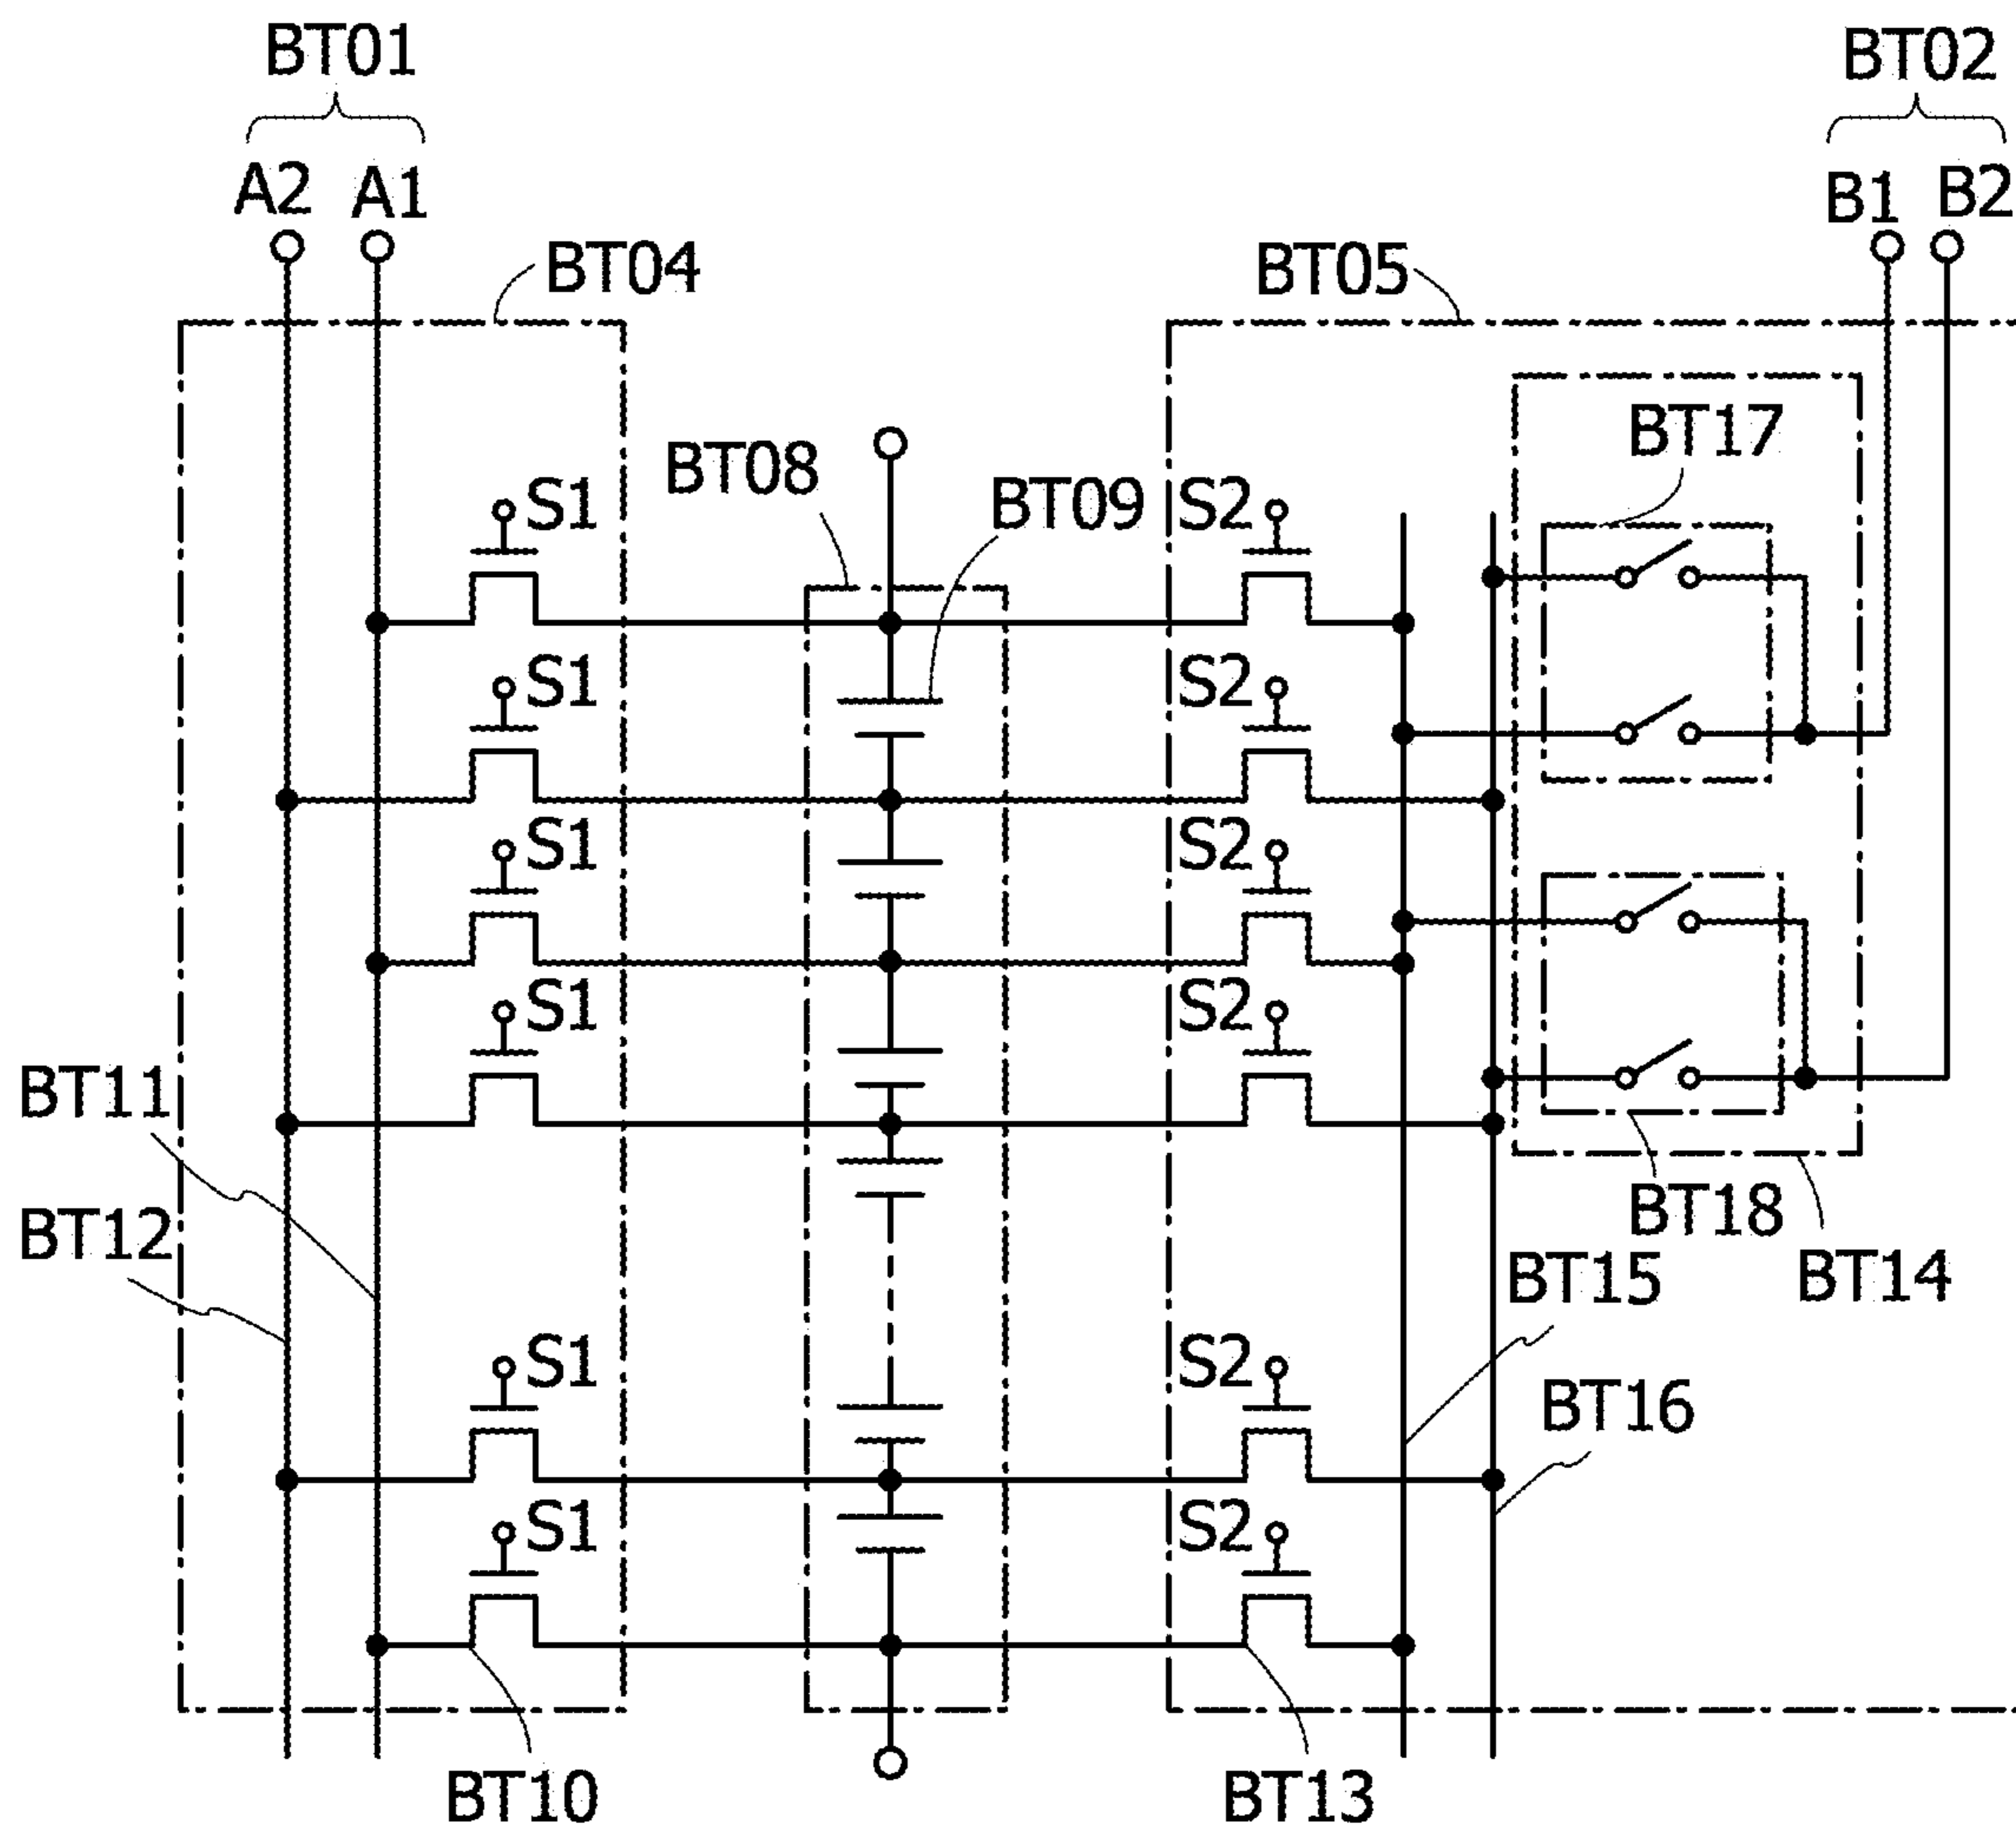 BT01
BT02
A2 A1
B1 B2
BT04
BT05
BT17
BT08
BT09
S1
S2
S1
S2
S1
S2
S1
S2
BT11
BT18
BT12
BT14
BT15
S1
S2
BT16
S1
S2
BT10
BT13